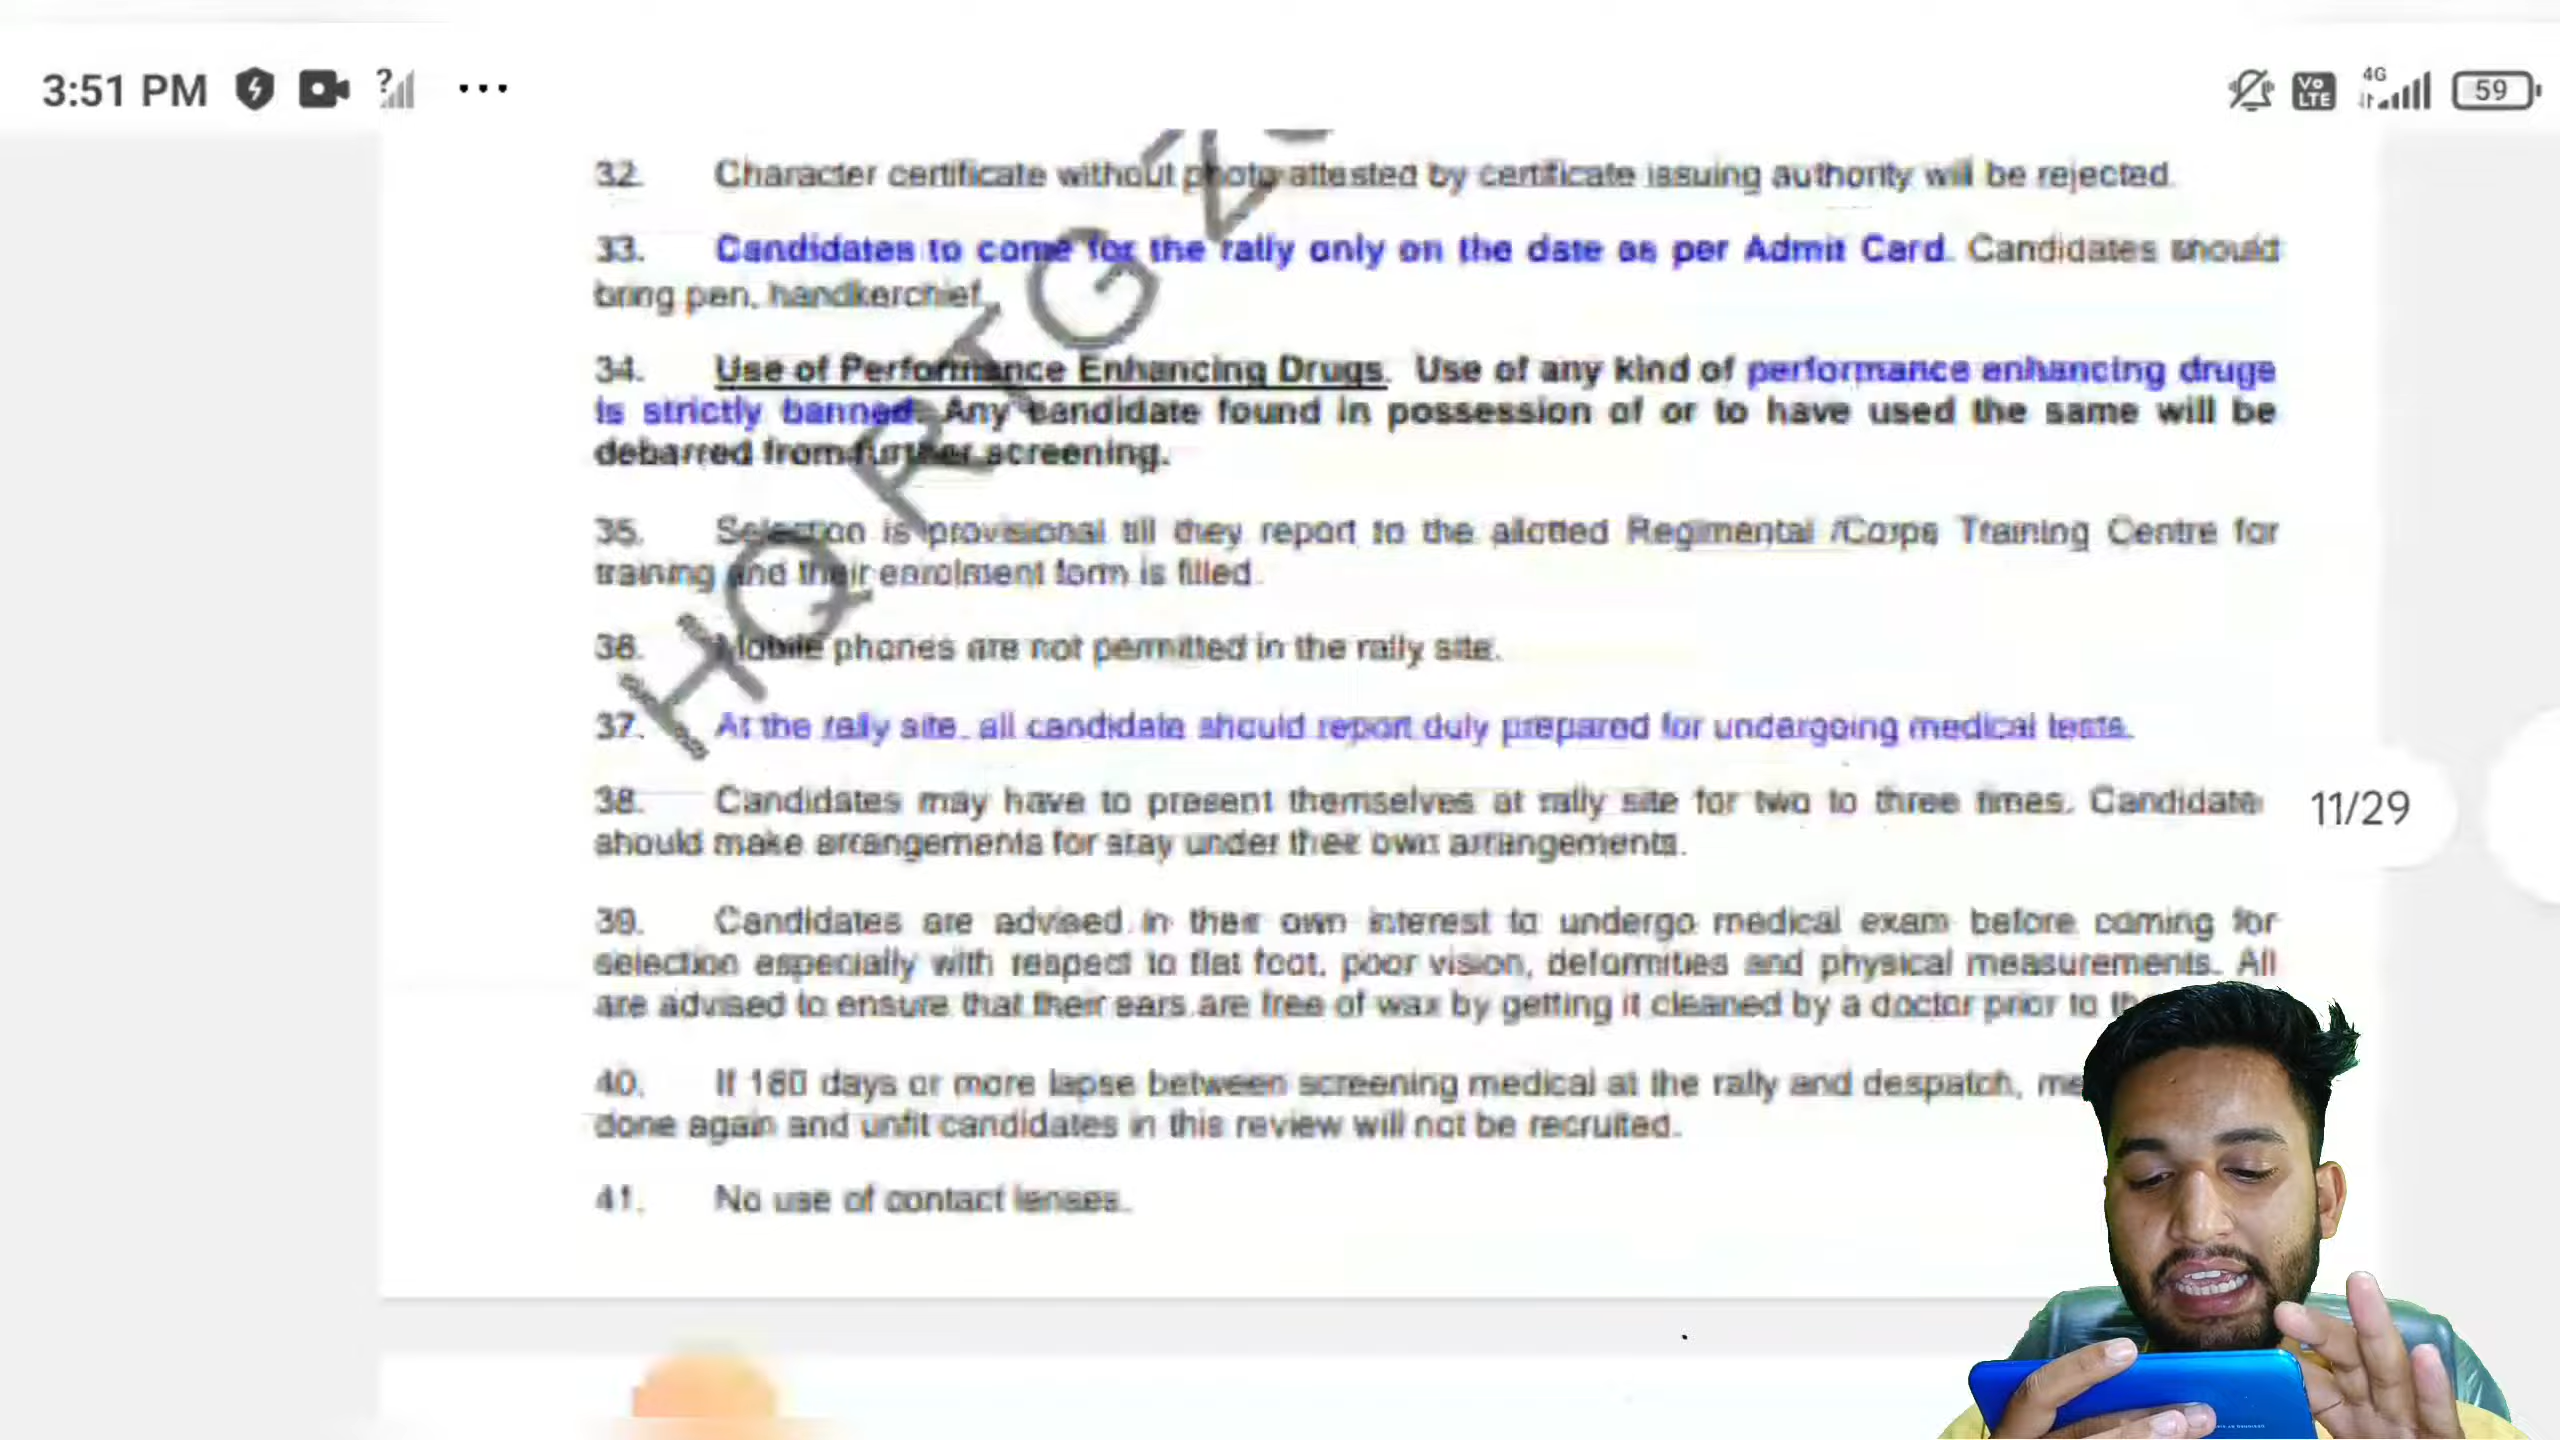 3:51 PM ? ... Vo LTE 4G 59
32. Character certificate without photo attested by certificate issuing authority will be rejected.
33. Candidates to come for the rally only on the date as per Admit Card. Candidates should
bring pen, handkerchief.
34. Use of Performance Enhancing Drugs. Use of any kind of performance enhancing drugs
is strictly banned. Any candidate found in possession of or to have used the same will be
debarred from further screening.
35. Selection is provisional till they report to the allotted Regimental /Corps Training Centre for
training and their enrolment form is filled.
36. Mobile phones are not permitted in the rally site.
37. At the rally site, all candidate should report duly prepared for undergoing medical tests.
38. Candidates may have to present themselves at rally site for two to three times. Candidate
should make arrangements for stay under their own arrangements.
11/29
39. Candidates are advised in their own interest to undergo medical exam before coming for
selection especially with respect to flat foot, poor vision, deformities and physical measurements. All
are advised to ensure that their ears are free of wax by getting it cleaned by a doctor prior to
40. If 180 days or more lapse between screening medical at the rally and despatch,
done again and unfit candidates in this review will not be recruited.
41. No use of contact lenses.
HQ RTG